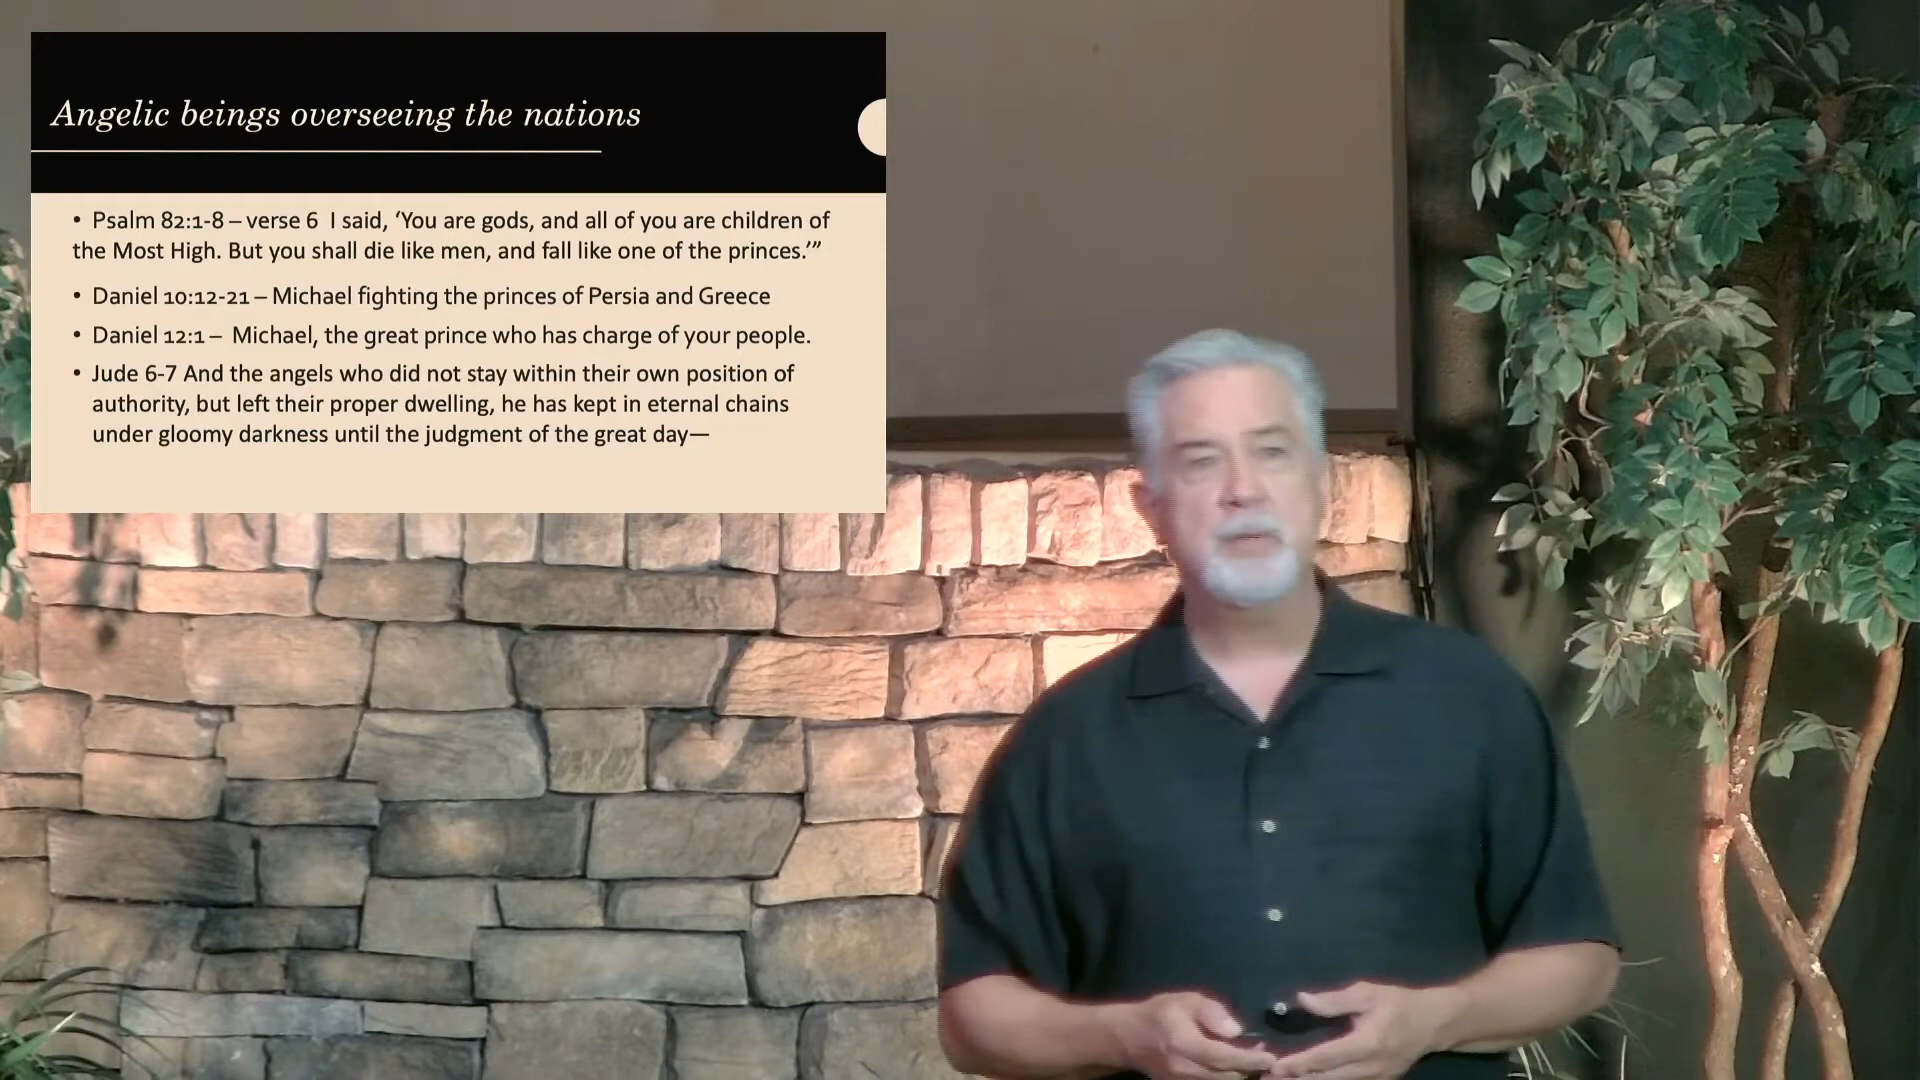 Angelic beings overseeing the nations
• Psalm 82:1-8 – verse 6  I said, ‘You are gods, and all of you are children of
the Most High. But you shall die like men, and fall like one of the princes.’”
• Daniel 10:12-21 – Michael fighting the princes of Persia and Greece
• Daniel 12:1 –  Michael, the great prince who has charge of your people.
• Jude 6-7 And the angels who did not stay within their own position of
authority, but left their proper dwelling, he has kept in eternal chains
under gloomy darkness until the judgment of the great day—